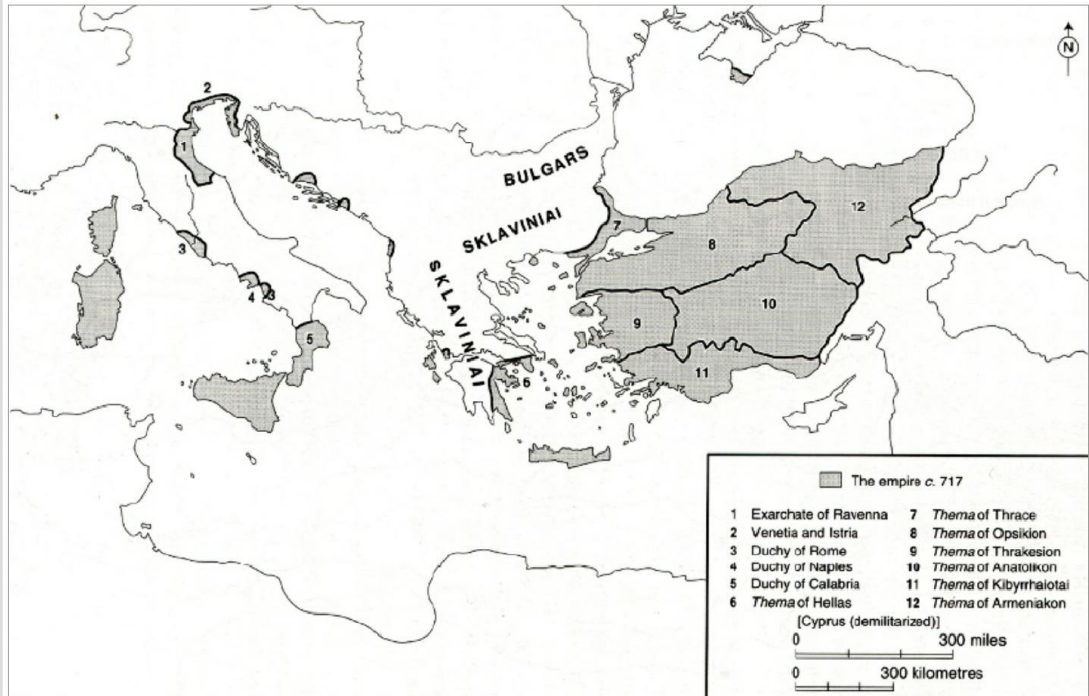 N
2
1
BULGARS
SKLAVINIAI
SKLAVINIAI
7
8
12
3
4
3
5
9
10
11
6
The empire c. 717
1 Exarchate of Ravenna
2 Venetia and Istria
3 Duchy of Rome
4 Duchy of Naples
5 Duchy of Calabria
6 Thema of Hellas
7 Thema of Thrace
8 Thema of Opsikion
9 Thema of Thrakesion
10 Thema of Anatolikon
11 Thema of Kibyrrhaiotai
12 Thema of Armeniakon
[Cyprus (demilitarized)]
0 300 miles
0 300 kilometres